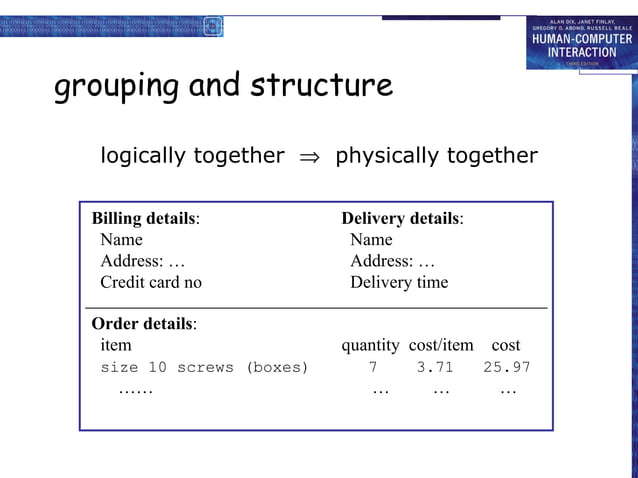 ALAN DIX, JANET FINLAY,
GREGORY D. ABOWD, RUSSELL BEALE
HUMAN-COMPUTER
INTERACTION
THIRD EDITION
grouping and structure
logically together ⇒ physically together
Billing details: Delivery details:
Name Name
Address: … Address: …
Credit card no Delivery time
Order details:
item quantity cost/item cost
size 10 screws (boxes) 7 3.71 25.97
…… … … …